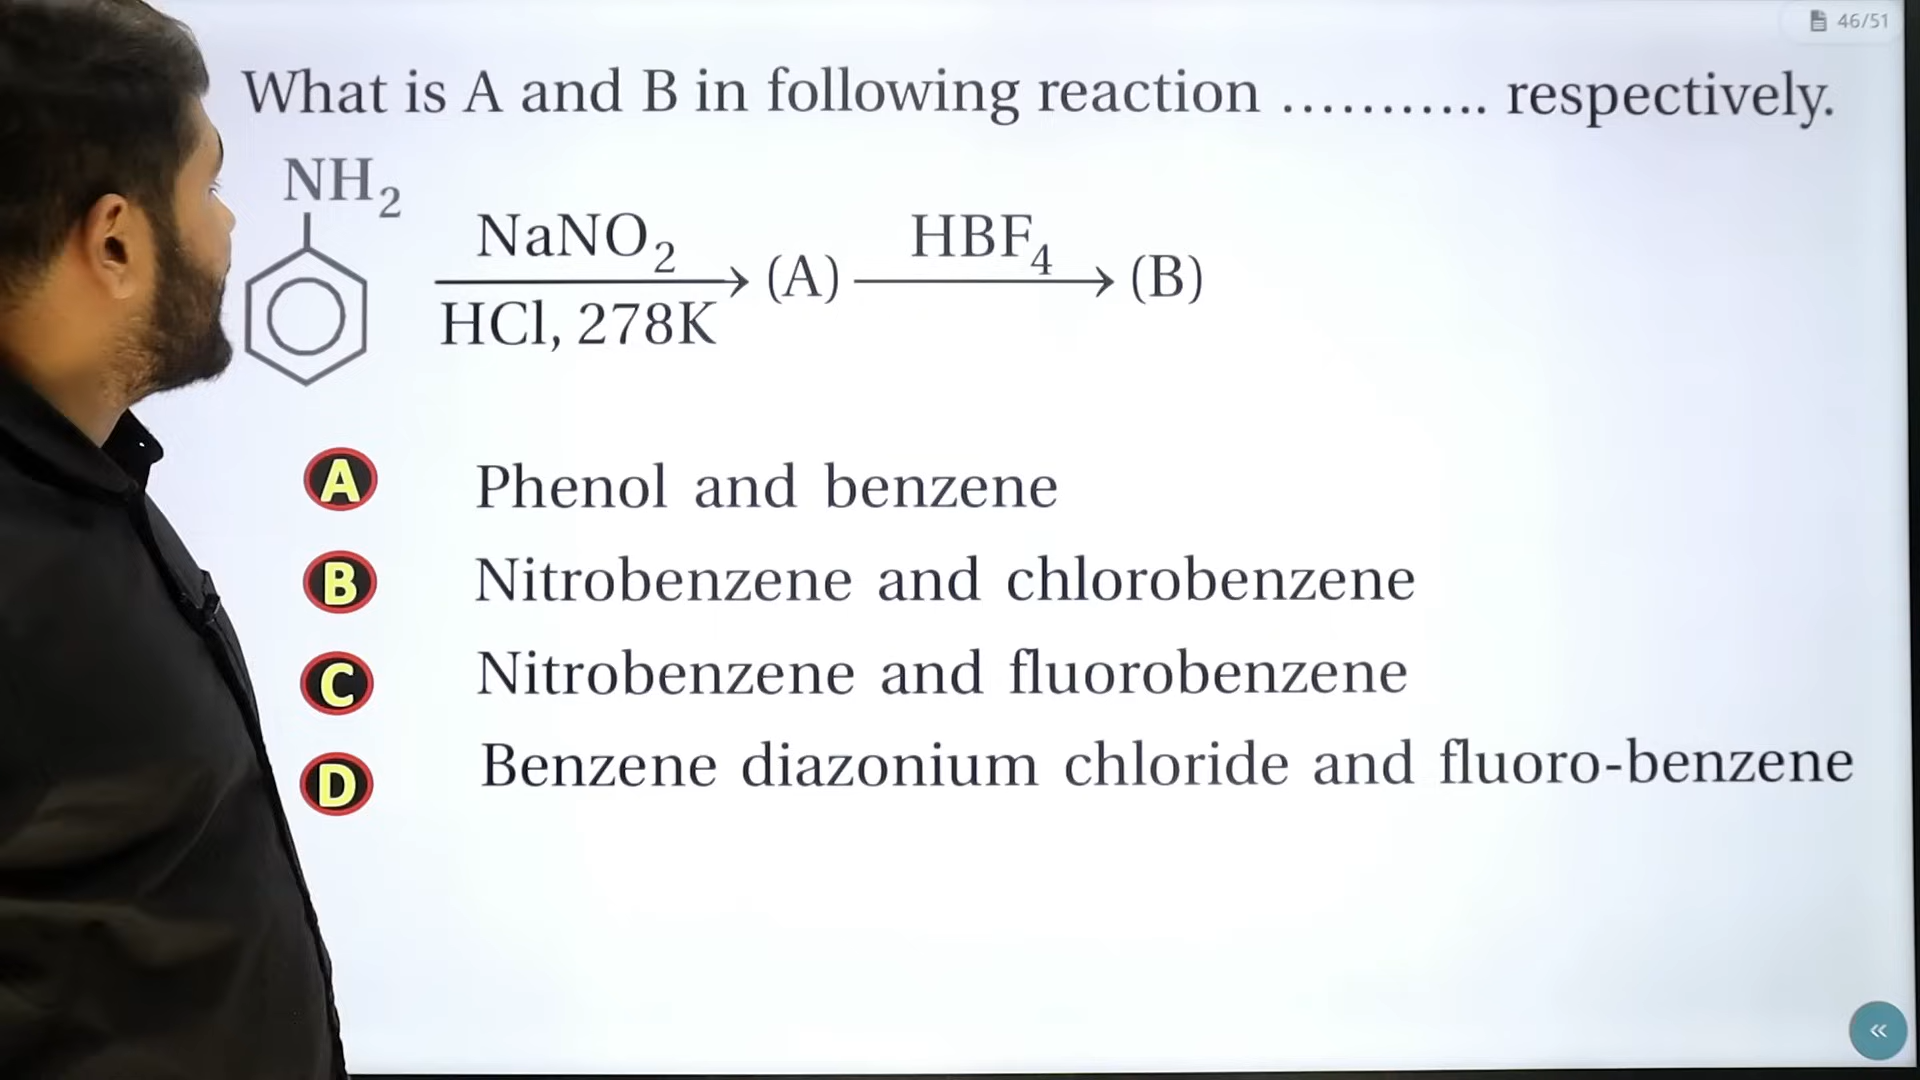 46/51
What is A and B in following reaction ........... respectively.
NH2
NaNO2
HCl, 278K
(A)
HBF4
(B)
A Phenol and benzene
B Nitrobenzene and chlorobenzene
C Nitrobenzene and fluorobenzene
D Benzene diazonium chloride and fluoro-benzene